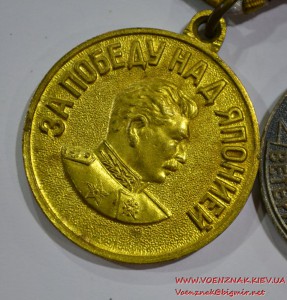 ЗА ПОБЕДУ НАД ЯПОНИЕЙ
WWW.VOENZNAK.KIEV.UA
Voenznak@bigmir.net